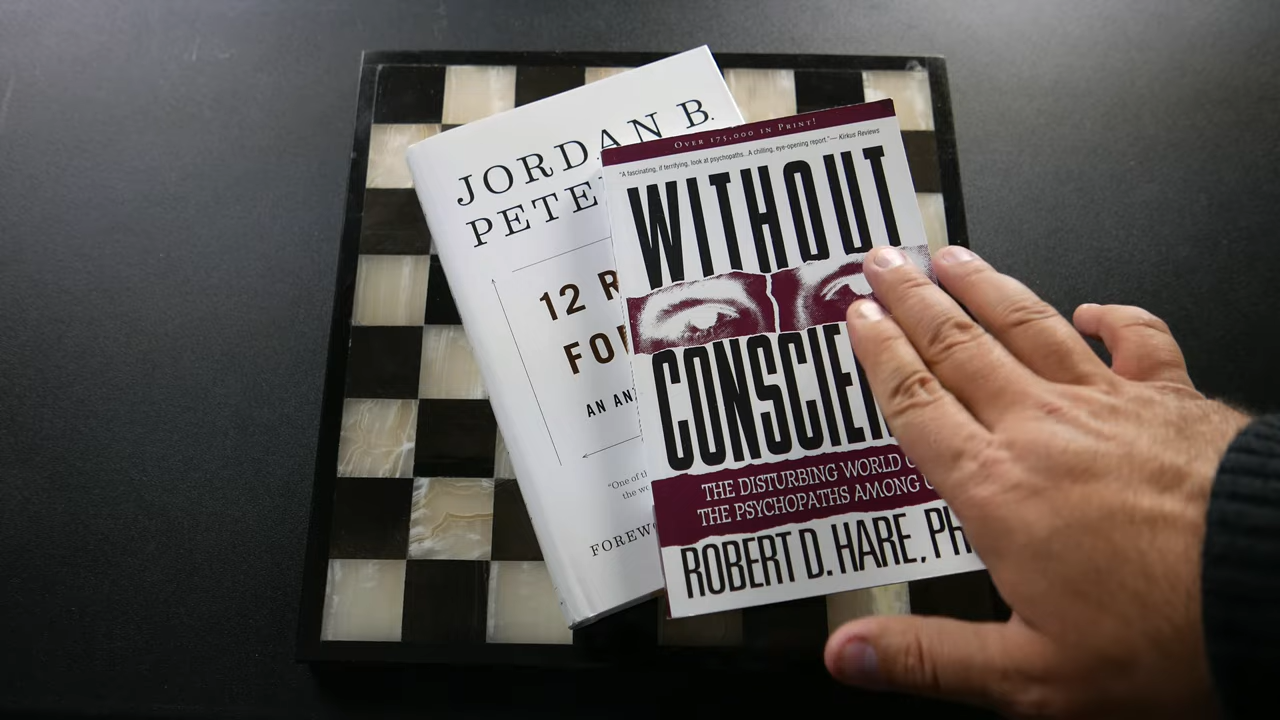 JORDAN B.
PETE
12 R
FO
AN AN
"One of t
the wo
FOREW
OVER 175,000 IN PRINT!
"A fascinating, if terrifying, look at psychopaths...A chilling, eye-opening report."— Kirkus Reviews
WITHOUT
CONSCIE
THE DISTURBING WORLD O
THE PSYCHOPATHS AMONG U
ROBERT D. HARE, PH